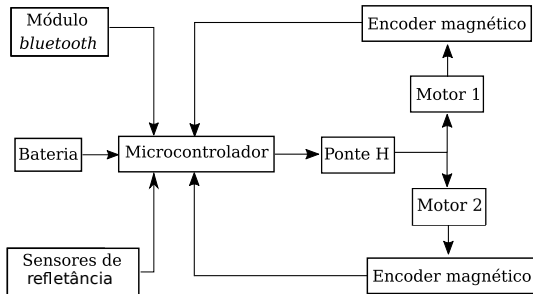 Módulo
bluetooth
Encoder magnético
Motor 1
Bateria
Microcontrolador
Ponte H
Motor 2
Sensores de
refletância
Encoder magnético